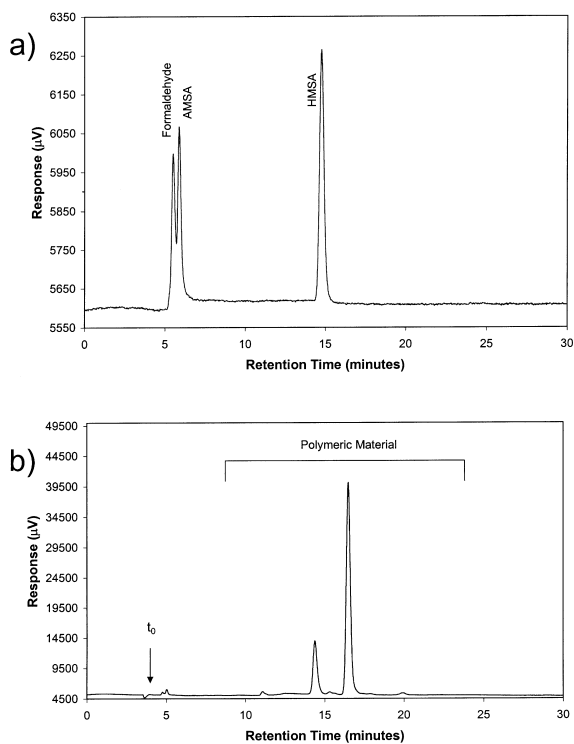 a)
6350
6250
6150
6050
5950
5850
5750
5650
5550
Response (µV)
Formaldehyde
AMSA
HMSA
0 5 10 15 20 25 30
Retention Time (minutes)
b)
49500
44500
39500
34500
29500
24500
19500
14500
9500
4500
Response (µV)
Polymeric Material
t0
0 5 10 15 20 25 30
Retention Time (minutes)